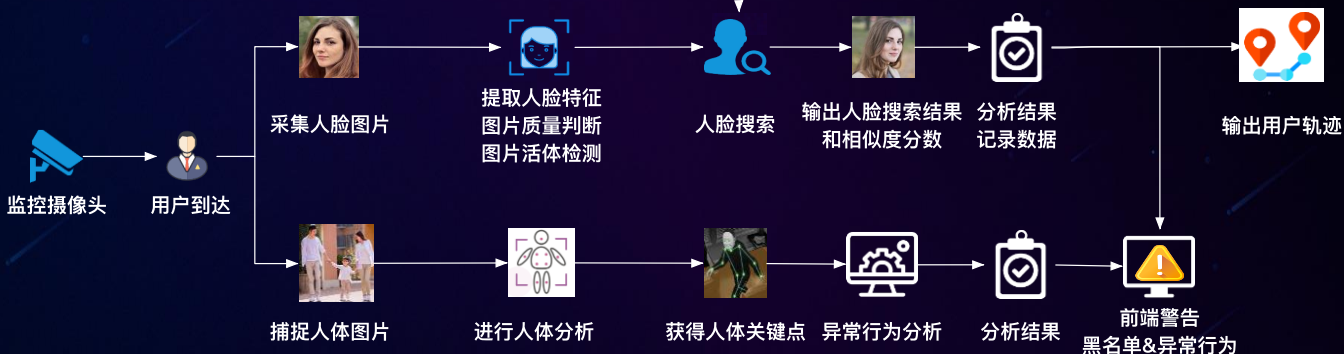 监控摄像头
用户到达
采集人脸图片
提取人脸特征
图片质量判断
图片活体检测
人脸搜索
输出人脸搜索结果
和相似度分数
分析结果
记录数据
输出用户轨迹
捕捉人体图片
进行人体分析
获得人体关键点
异常行为分析
分析结果
前端警告
黑名单&异常行为